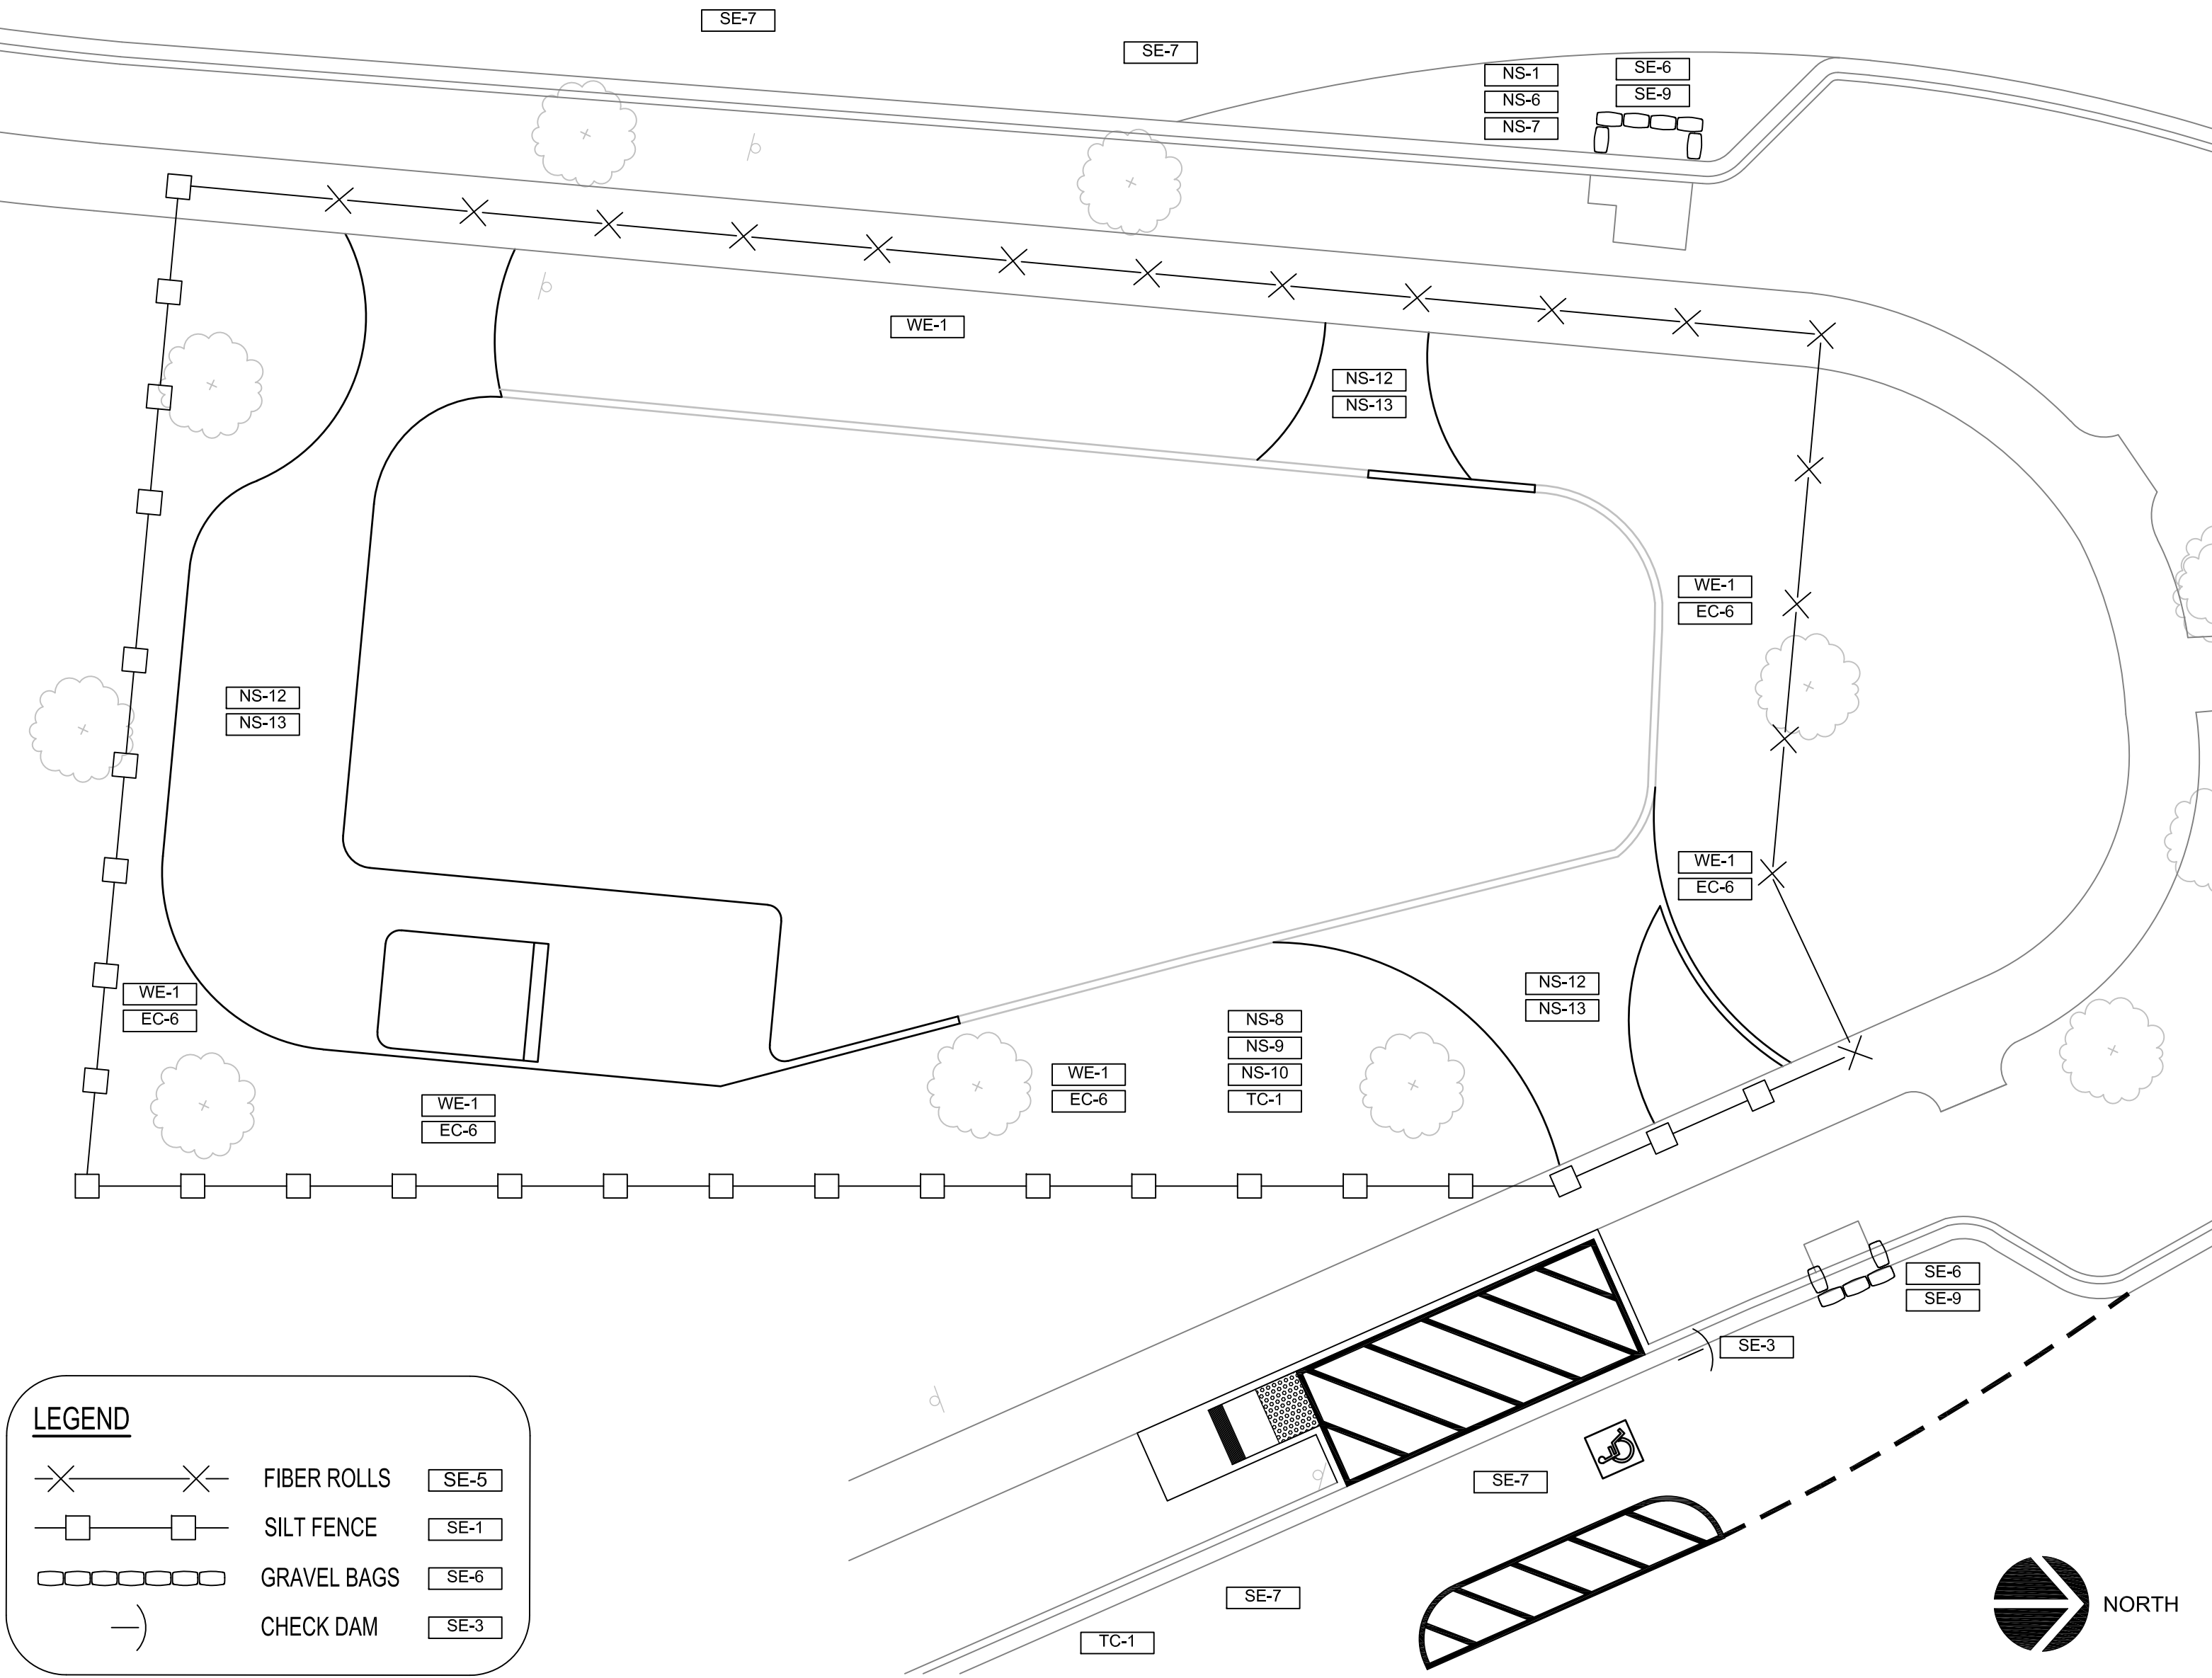 SE-7
SE-7
NS-1
NS-6
NS-7
SE-6
SE-9
WE-1
NS-12
NS-13
WE-1
EC-6
NS-12
NS-13
WE-1
EC-6
WE-1
EC-6
NS-12
NS-13
NS-8
NS-9
NS-10
TC-1
WE-1
EC-6
WE-1
EC-6
SE-6
SE-9
SE-3
SE-7
SE-7
TC-1
LEGEND
FIBER ROLLS SE-5
SILT FENCE SE-1
GRAVEL BAGS SE-6
CHECK DAM SE-3
NORTH